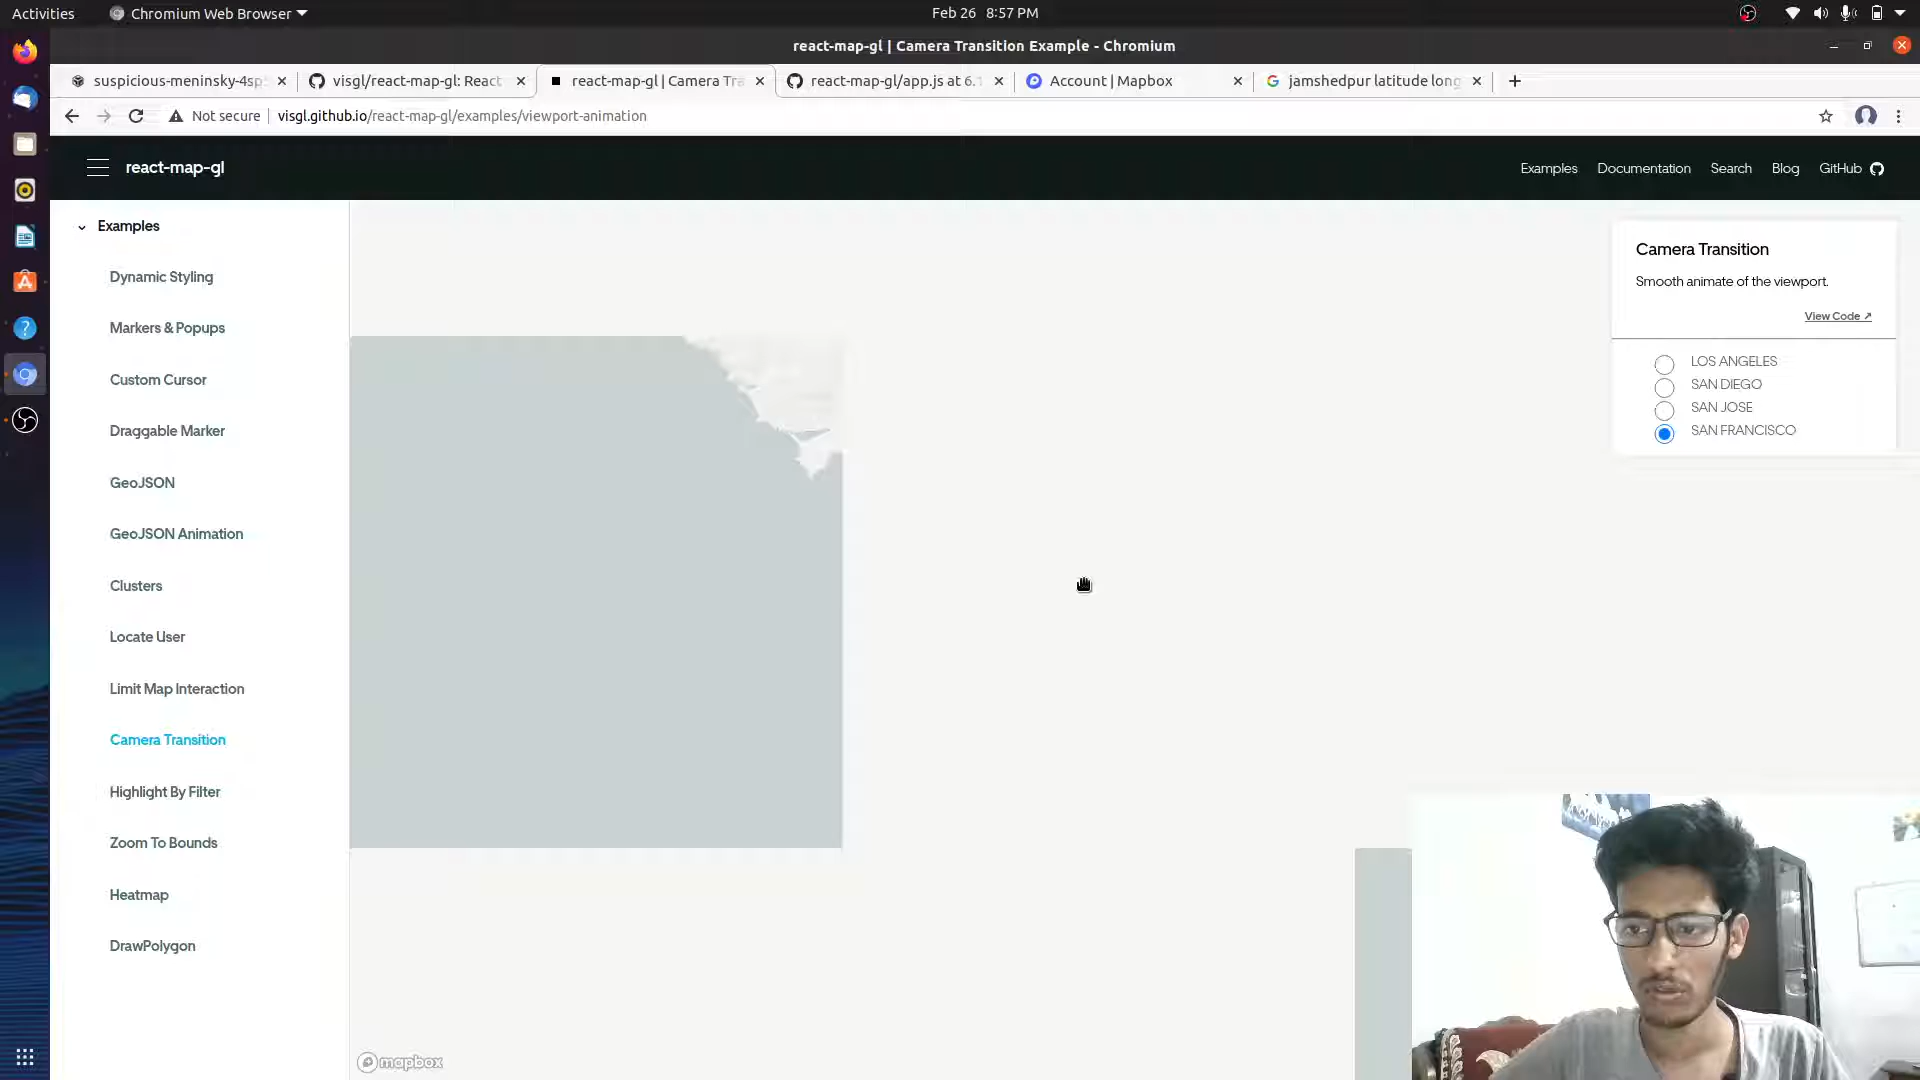 Activities
Chromium Web Browser
Feb 26 8:57 PM
react-map-gl | Camera Transition Example - Chromium
suspicious-meninsky-4sp
visgl/react-map-gl: React
react-map-gl | Camera Tra
react-map-gl/app.js at 6.1
Account | Mapbox
jamshedpur latitude long
Not secure
visgl.github.io/react-map-gl/examples/viewport-animation
react-map-gl
Examples
Documentation
Search
Blog
GitHub
Examples
Dynamic Styling
Markers & Popups
Custom Cursor
Draggable Marker
GeoJSON
GeoJSON Animation
Clusters
Locate User
Limit Map Interaction
Camera Transition
Highlight By Filter
Zoom To Bounds
Heatmap
DrawPolygon
Camera Transition
Smooth animate of the viewport.
View Code ↗
LOS ANGELES
SAN DIEGO
SAN JOSE
SAN FRANCISCO
mapbox